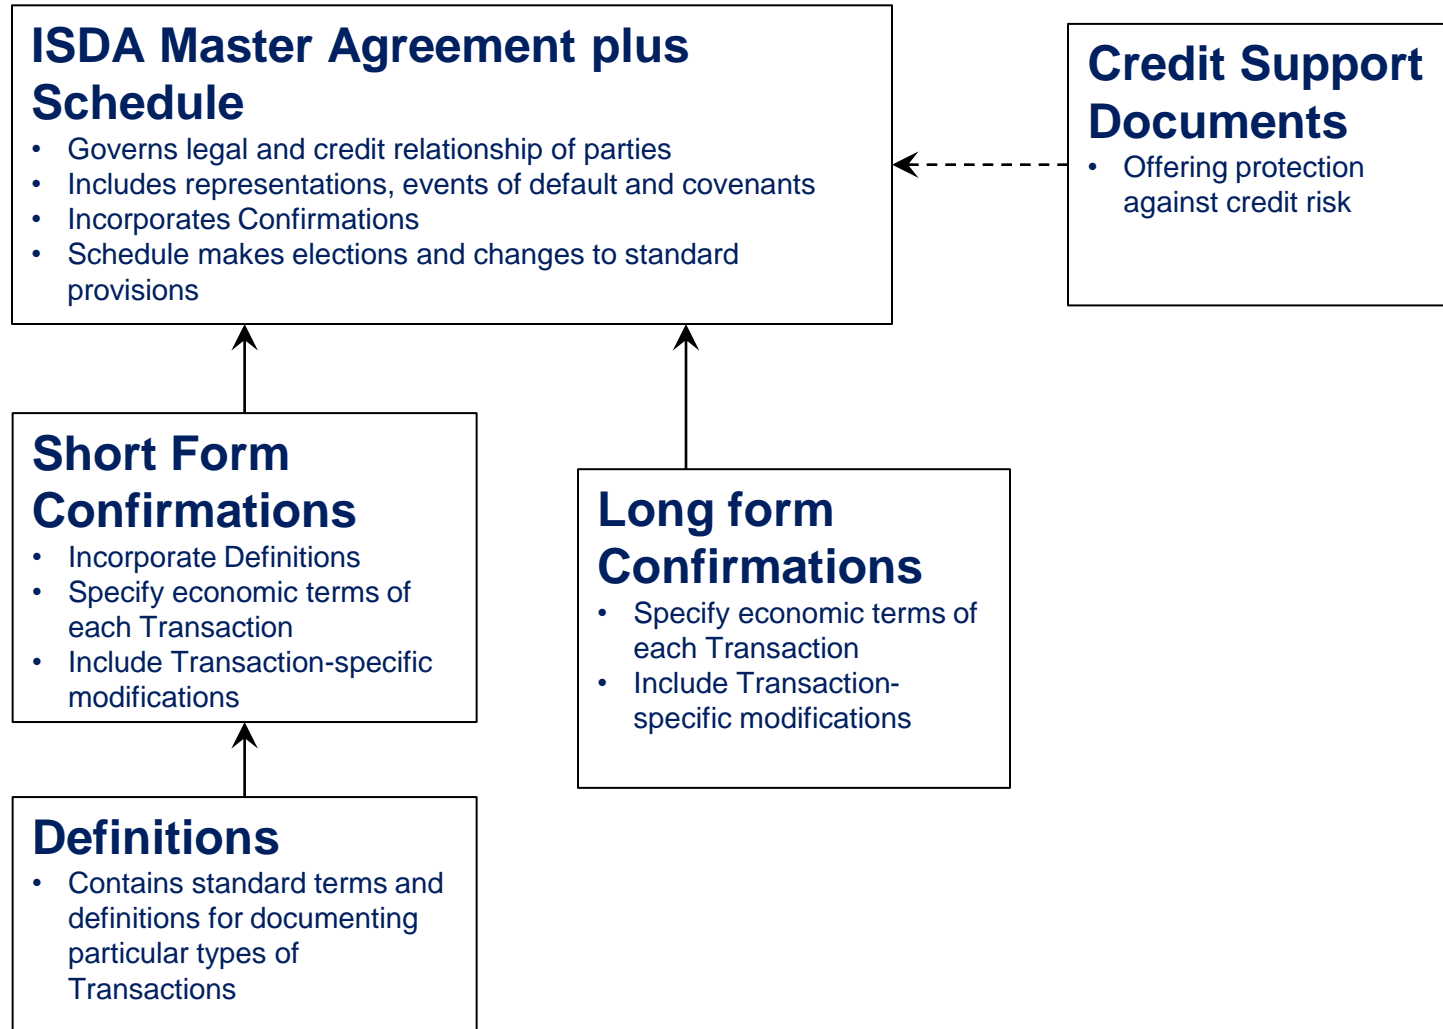 ISDA Master Agreement plus
Schedule
• Governs legal and credit relationship of parties
• Includes representations, events of default and covenants
• Incorporates Confirmations
• Schedule makes elections and changes to standard
provisions
Credit Support
Documents
• Offering protection
against credit risk
Short Form
Confirmations
• Incorporate Definitions
• Specify economic terms of
each Transaction
• Include Transaction-specific
modifications
Long form
Confirmations
• Specify economic terms of
each Transaction
• Include Transaction-
specific modifications
Definitions
• Contains standard terms and
definitions for documenting
particular types of
Transactions